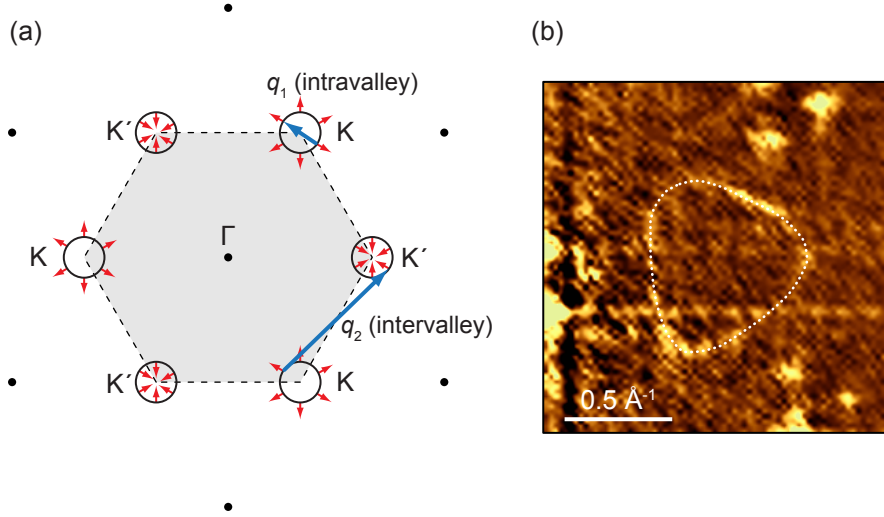 (a)
(b)
q1 (intravalley)
K´
K
Γ
K
K´
q2 (intervalley)
K´
K
0.5 Å-1